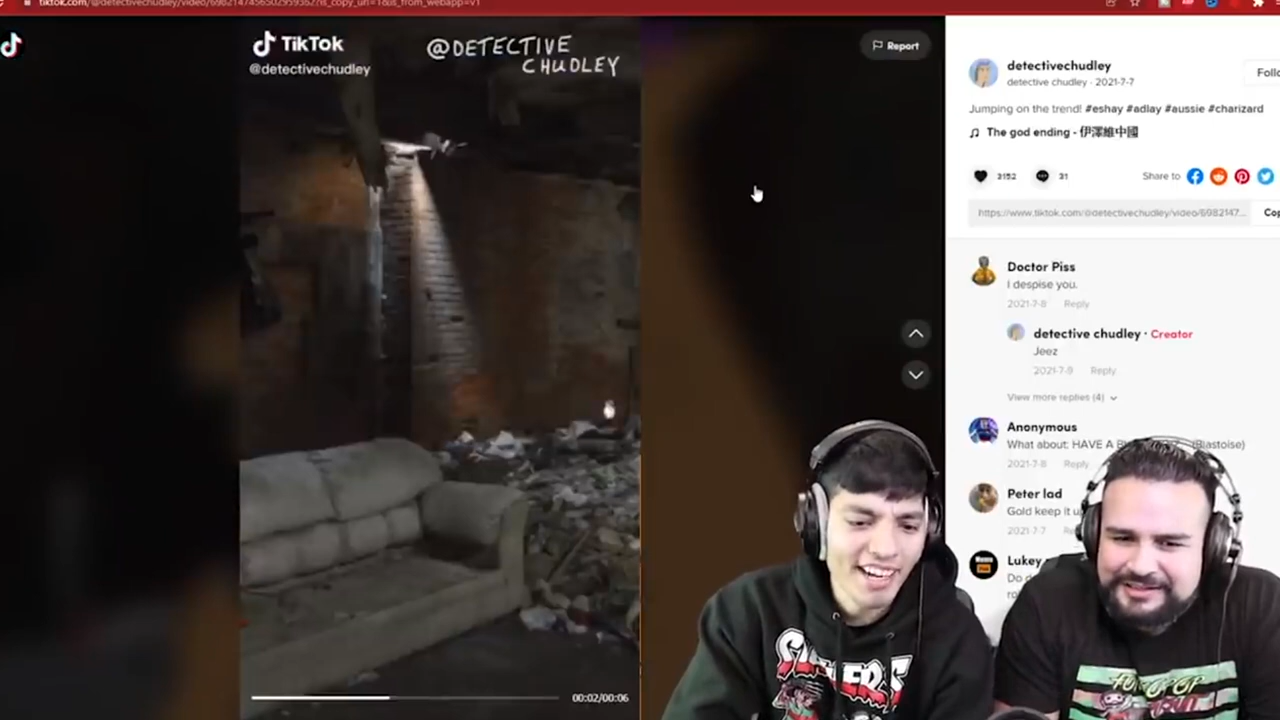 TikTok
@detectivechudley
@DETECTIVE
CHUDLEY
Report
00:02/00:06
detectivechudley
detective chudley · 2021-7-7
Follo
Jumping on the trend! #eshay #adlay #aussie #charizard
The god ending - 伊澤維中國
3152
31
Share to
Cop
Doctor Piss
I despise you.
2021-7-8 Reply
detective chudley · Creator
Jeez
2021-7-9 Reply
View more replies (4)
Anonymous
What about: HAVE A
(Blastoise)
2021-7-8 Reply
Peter lad
Gold keep it
2021-7-7
Lukey